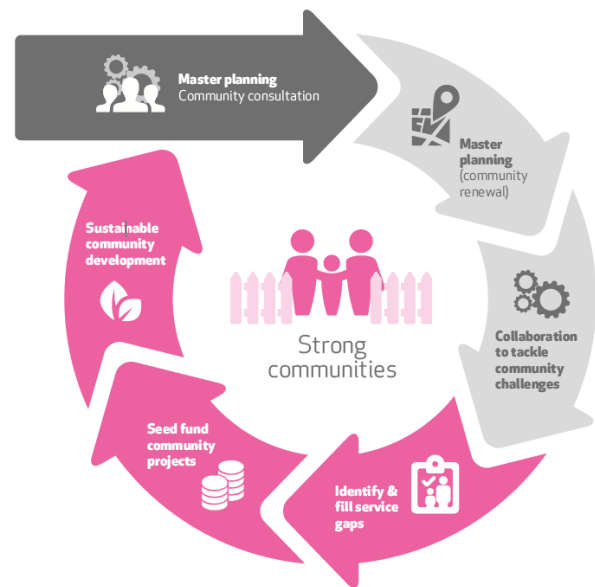 Master planning
Community consultation
Master
planning
(community
renewal)
Collaboration
to tackle
community
challenges
Identify &
fill service
gaps
Seed fund
community
projects
Sustainable
community
development
Strong
communities